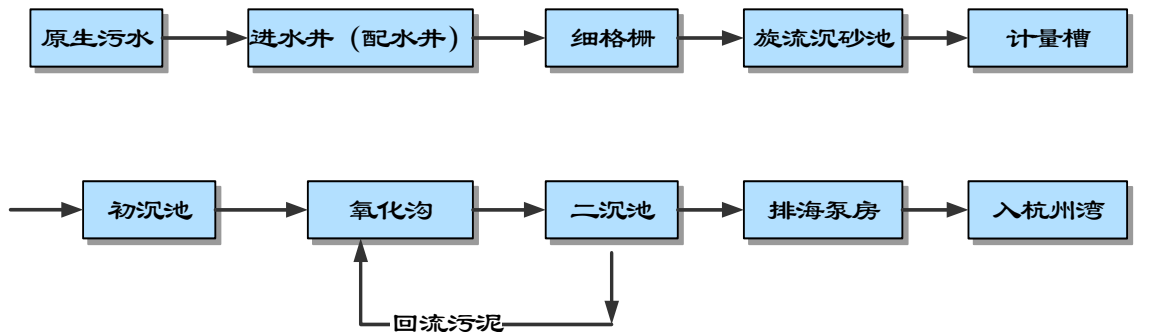 原生污水
进水井（配水井）
细格栅
旋流沉砂池
计量槽
初沉池
氧化沟
二沉池
排海泵房
入杭州湾
回流污泥